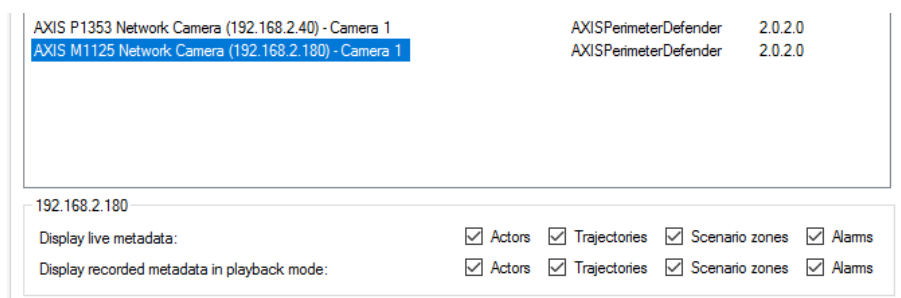 AXIS P1353 Network Camera (192.168.2.40) - Camera 1 AXISPerimeterDefender 2.0.2.0
AXIS M1125 Network Camera (192.168.2.180) - Camera 1 AXISPerimeterDefender 2.0.2.0
192.168.2.180
Display live metadata: Actors Trajectories Scenario zones Alarms
Display recorded metadata in playback mode: Actors Trajectories Scenario zones Alarms